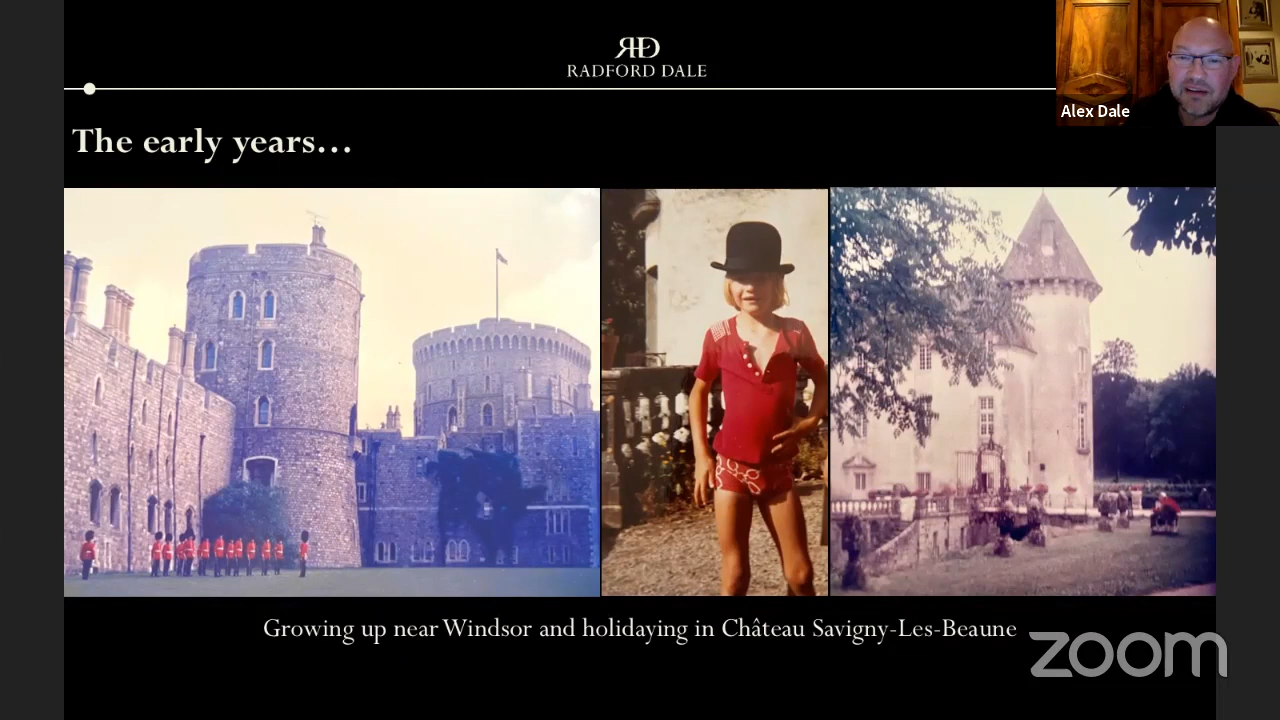 RD
RADFORD DALE
Alex Dale
The early years...
Growing up near Windsor and holidaying in Château Savigny-Les-Beaune
zoom